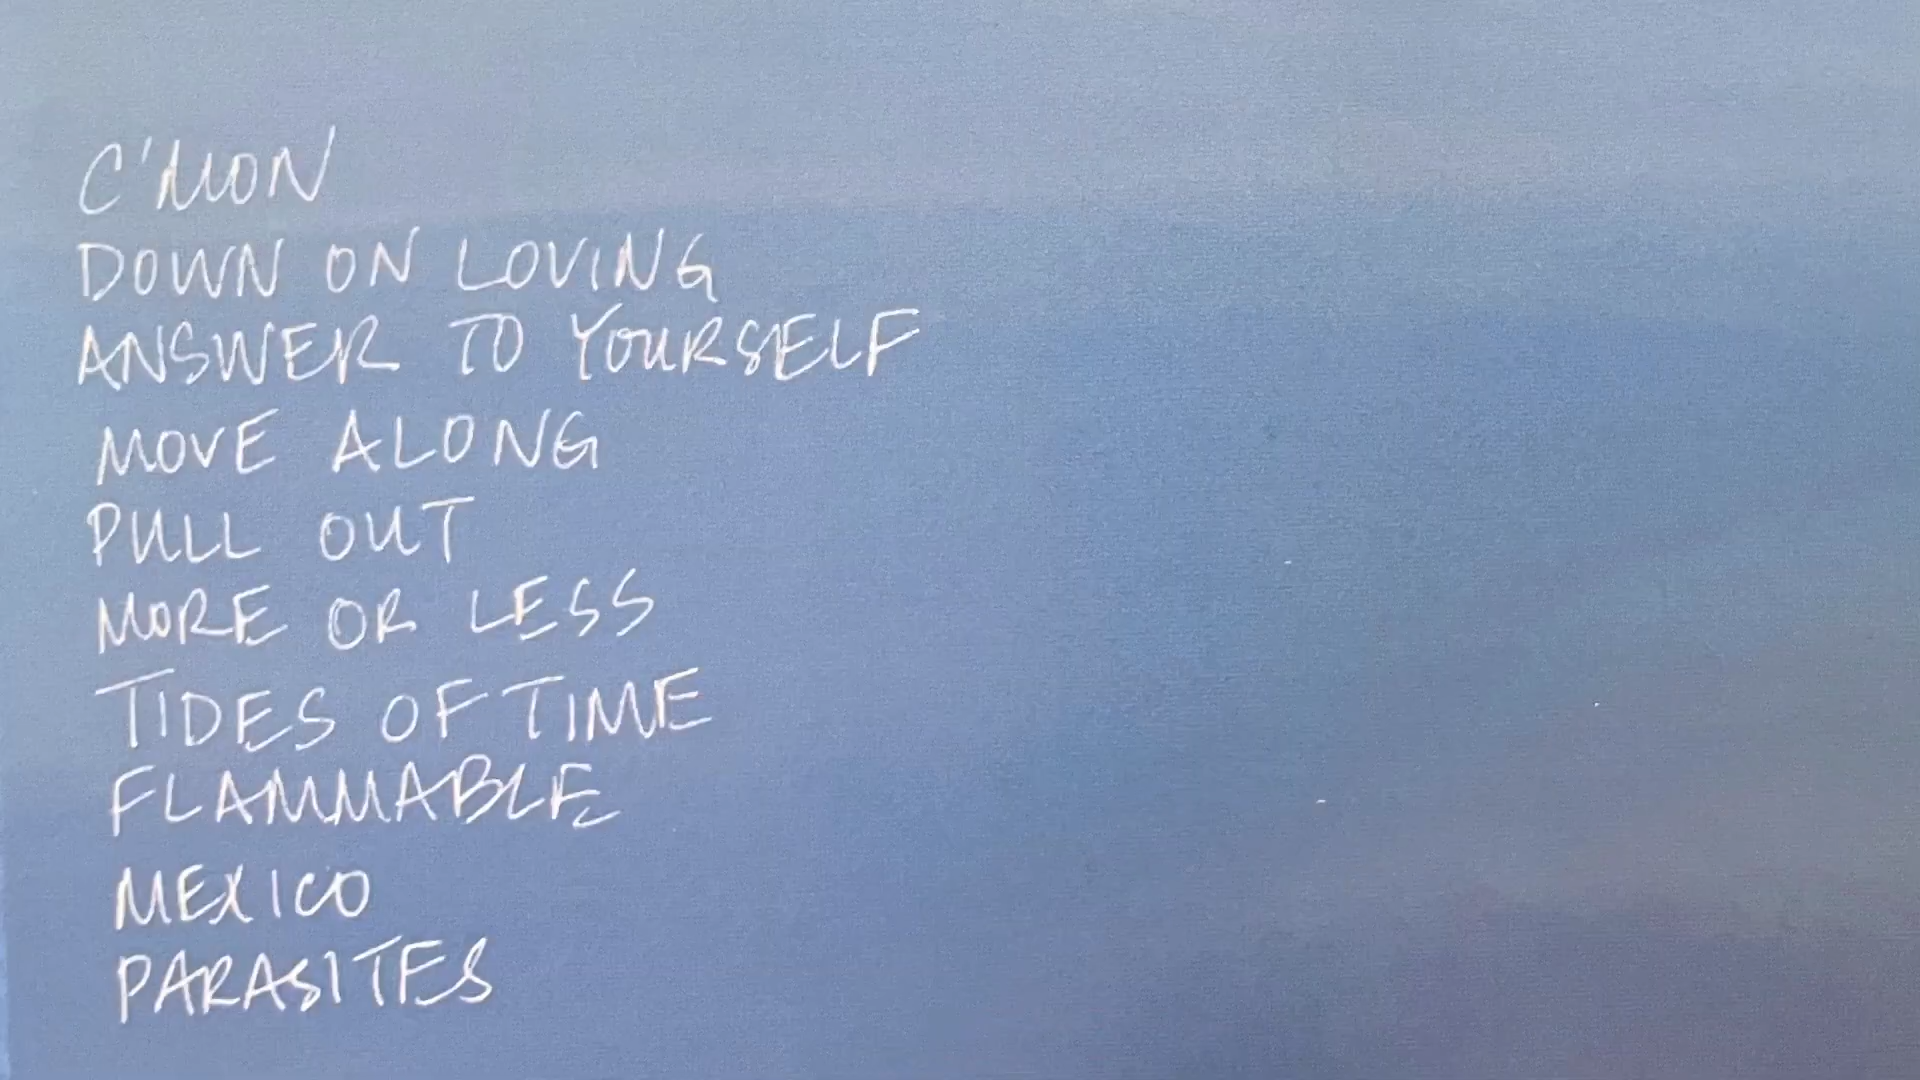 C'MON
DOWN ON LOVING
ANSWER TO YOURSELF
MOVE ALONG
PULL OUT
MORE OR LESS
TIDES OF TIME
FLAMMABLE
MEXICO
PARASITES